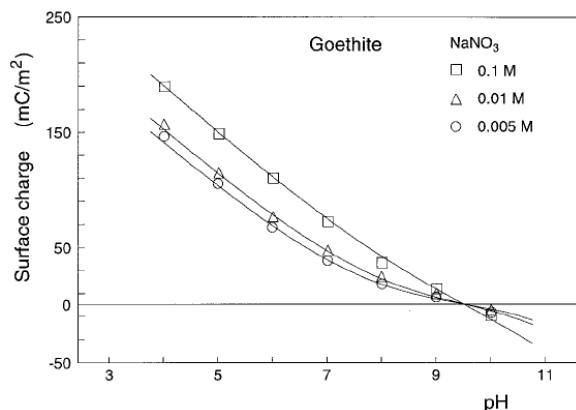 250
150
50
0
-50
Surface charge (mC/m²)
Goethite
NaNO₃
0.1 M
0.01 M
0.005 M
3 5 7 9 11
pH